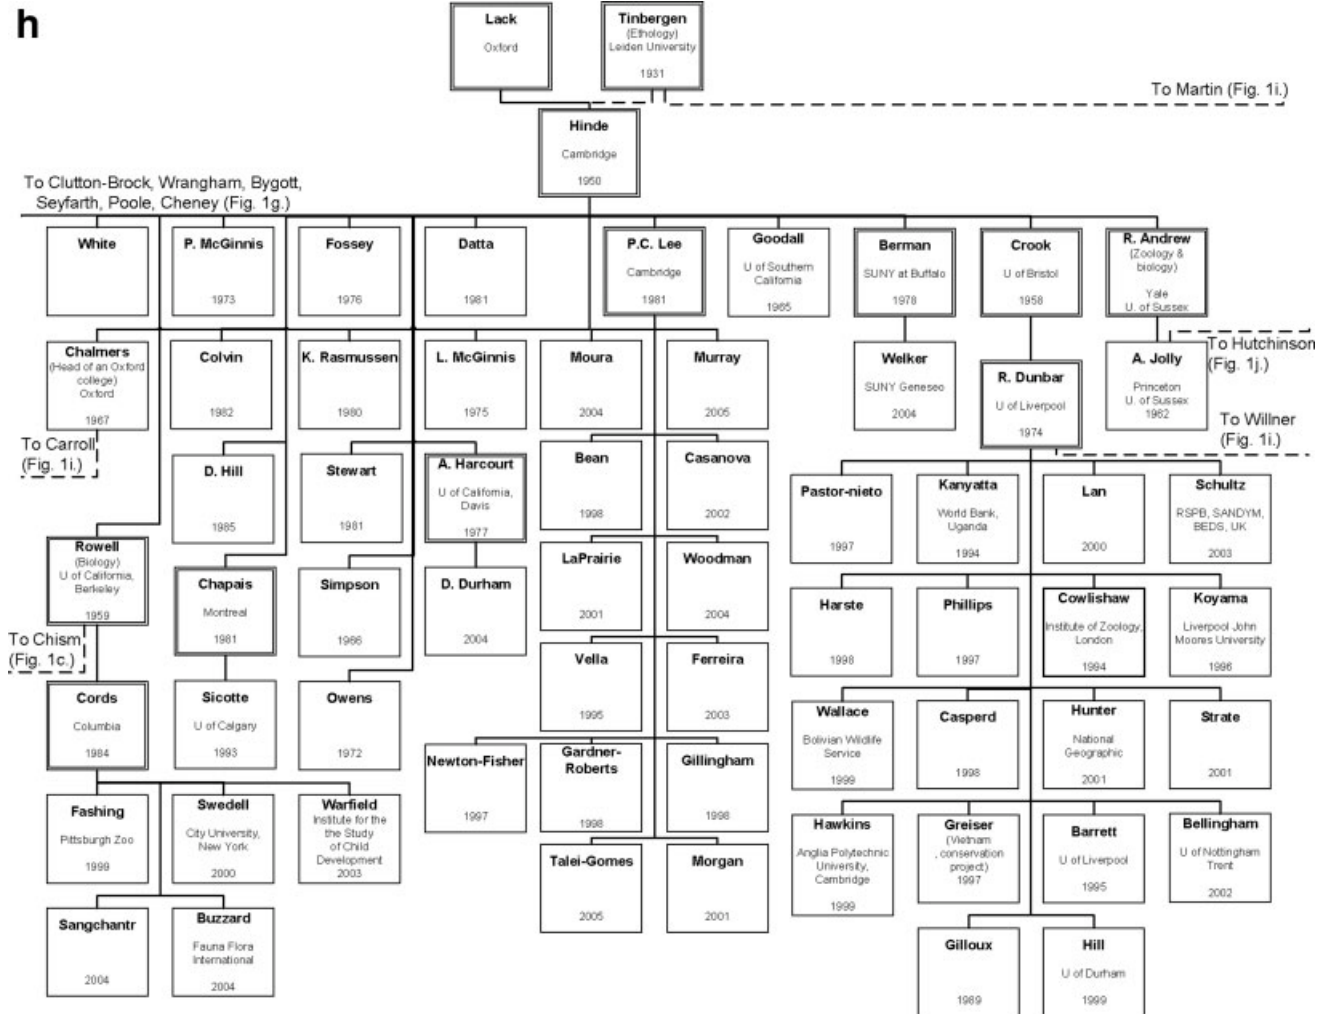 h
Lack
Oxford
Tinbergen
(Ethology)
Leiden University
1931
To Martin (Fig. 1i.)
Hinde
Cambridge
1950
To Clutton-Brock, Wrangham, Bygott,
Seyfarth, Poole, Cheney (Fig. 1g.)
White
P. McGinnis
1973
Fossey
1976
Datta
1981
P.C. Lee
Cambridge
1981
Goodall
U of Southern
California
1965
Berman
SUNY at Buffalo
1978
Crook
U of Bristol
1958
R. Andrew
(Zoology &
biology)
Yale
U. of Sussex
Chalmers
(Head of an Oxford
college)
Oxford
1967
Colvin
1982
K. Rasmussen
1980
L. McGinnis
1975
Moura
2004
Murray
2005
Welker
SUNY Geneseo
2004
R. Dunbar
U of Liverpool
1974
A. Jolly
Princeton
U. of Sussex
1962
To Hutchinson
(Fig. 1j.)
To Willner
(Fig. 1i.)
To Carroll
(Fig. 1i.)
D. Hill
1985
Stewart
1981
A. Harcourt
U of California,
Davis
1977
Bean
1998
Casanova
2002
Pastor-nieto
1997
Kanyatta
World Bank,
Uganda
1994
Lan
2000
Schultz
RSPB, SANDYM,
BEDS, UK
2003
Rowell
(Biology)
U of California,
Berkeley
1959
Chapais
Montreal
1981
Simpson
1966
D. Durham
2004
LaPrairie
2001
Woodman
2004
Harste
1998
Phillips
1997
Cowlishaw
Institute of Zoology,
London
1994
Koyama
Liverpool John
Moores University
1996
To Chism
(Fig. 1c.)
Cords
Columbia
1984
Sicotte
U of Calgary
1993
Owens
1972
Vella
1995
Ferreira
2003
Wallace
Bolivian Wildlife
Service
1999
Casperd
1998
Hunter
National
Geographic
2001
Strate
2001
Newton-Fisher
1997
Gardner-
Roberts
1998
Gillingham
1998
Fashing
Pittsburgh Zoo
1999
Swedell
City University,
New York
2000
Warfield
Institute for the
the Study
of Child
Development
2003
Talei-Gomes
2005
Morgan
2001
Hawkins
Anglia Polytechnic
University,
Cambridge
1999
Greiser
(Vietnam
, conservation
project)
1997
Barrett
U of Liverpool
1995
Bellingham
U of Nottingham
Trent
2002
Sangchantr
2004
Buzzard
Fauna Flora
International
2004
Gilloux
1989
Hill
U of Durham
1999